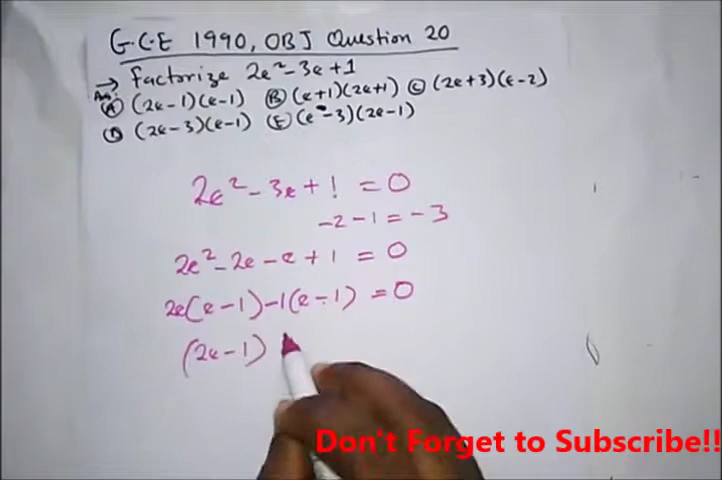 G.C.E 1990, OBJ Question 20
→ Factorize 2e² - 3e + 1
Ans: Ⓐ (2e - 1)(e - 1) Ⓑ (e + 1)(2e + 1) Ⓒ (2e + 3)(e - 2)
Ⓓ (2e - 3)(e - 1) Ⓔ (e - 3)(2e - 1)
2e² - 3e + 1 = 0
-2 - 1 = -3
2e² - 2e - e + 1 = 0
2e(e - 1) - 1(e - 1) = 0
(2e - 1)
Don't Forget to Subscribe!!